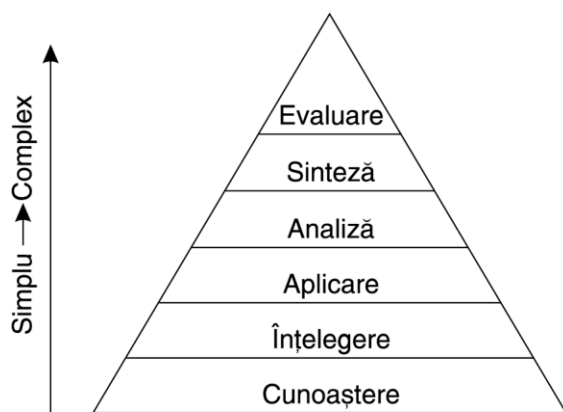 Evaluare
Sinteză
Analiză
Aplicare
Înțelegere
Cunoaștere
Simplu → Complex